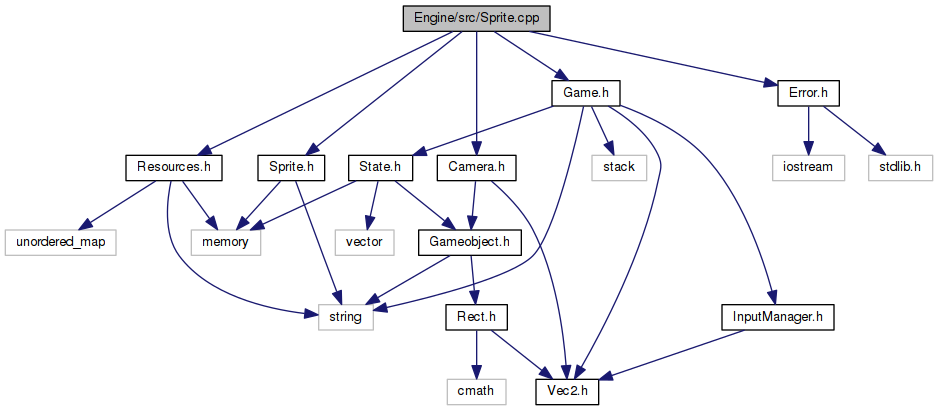 Engine/src/Sprite.cpp
Game.h
Error.h
Resources.h
Sprite.h
State.h
Camera.h
stack
iostream
stdlib.h
unordered_map
memory
vector
Gameobject.h
string
Rect.h
InputManager.h
cmath
Vec2.h